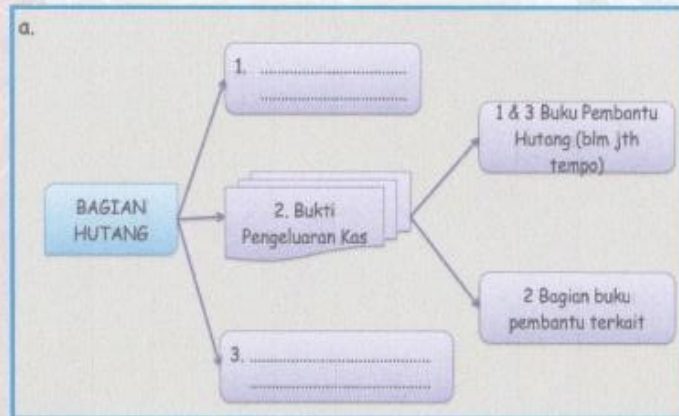 a.
1. ....................................
....................................
BAGIAN
HUTANG
2. Bukti
Pengeluaran Kas
1 & 3 Buku Pembantu
Hutang (blm jth
tempo)
2 Bagian buku
pembantu terkait
3. ............................................
............................................